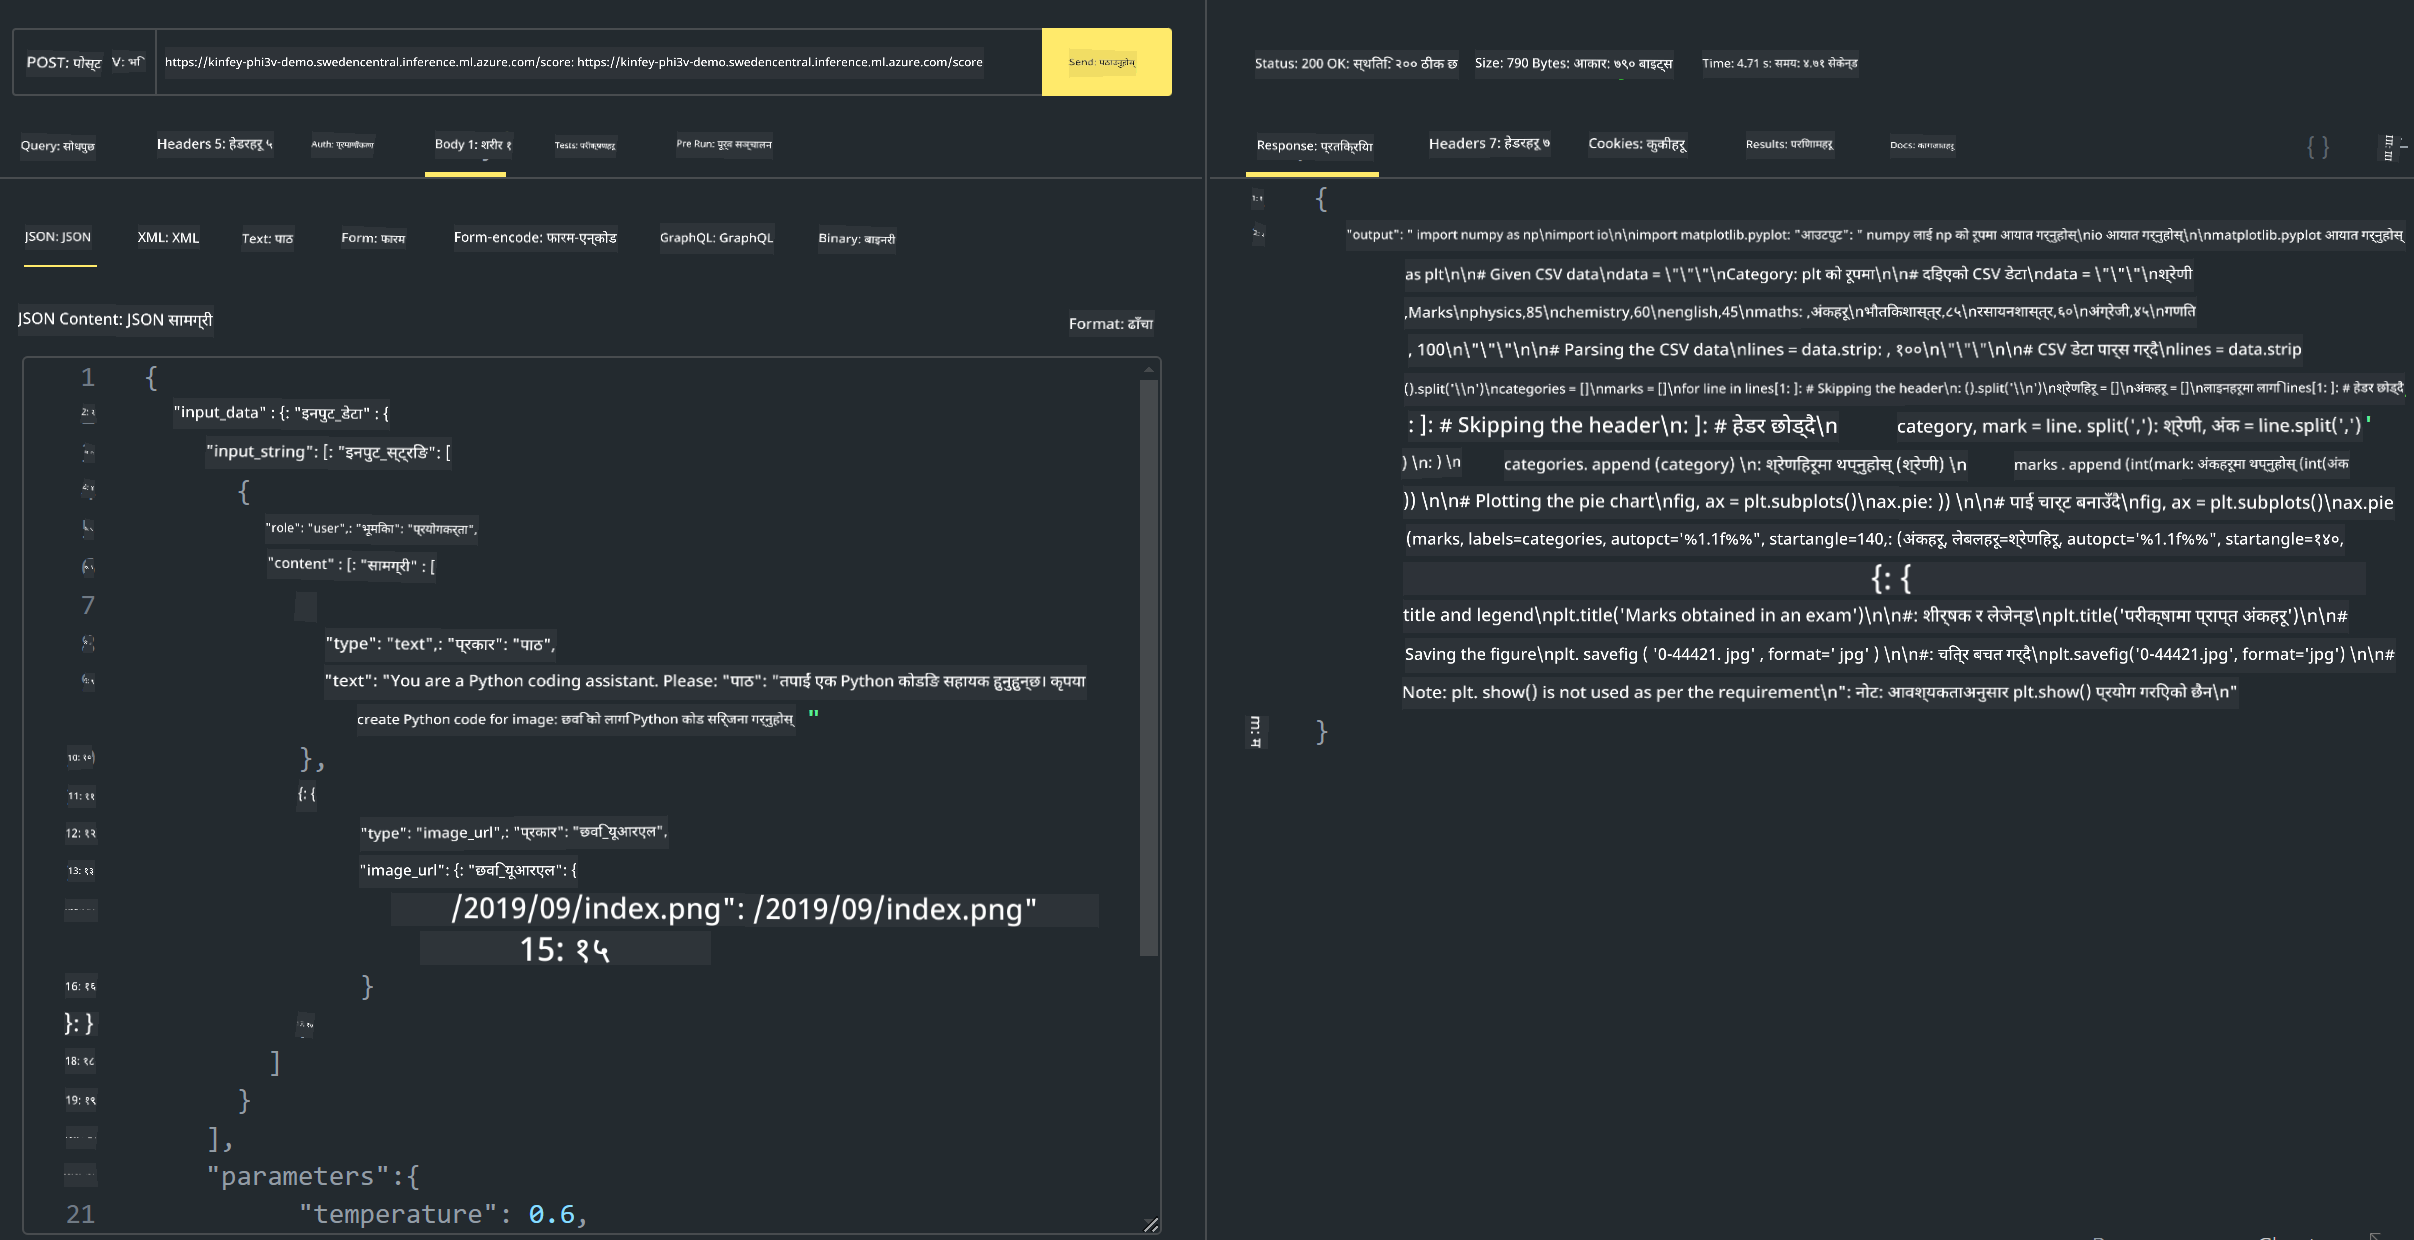 POST: पोस्ट V: भि https://kinfey-phi3v-demo.swedencentral.inference.ml.azure.com/score: https://kinfey-phi3v-demo.swedencentral.inference.ml.azure.com/score Send: पठाउनुहोस्
Query: सोधपुछ Headers 5: हेडरहरू ५ Auth: प्रमाणीकरण Body 1: शरीर १ Tests: परीक्षणहरू Pre Run: पूर्व सञ्चालन
JSON: JSON XML: XML Text: पाठ Form: फारम Form-encode: फारम-एन्कोड GraphQL: GraphQL Binary: बाइनरी
JSON Content: JSON सामग्री Format: ढाँचा
1 {
"input_data" : {: "इनपुट_डेटा" : {
"input_string": [: "इनपुट_स्ट्रिङ": [
{
"role": "user",: "भूमिका": "प्रयोगकर्ता",
"content" : [: "सामग्री" : [
7
"type": "text",: "प्रकार": "पाठ",
"text": "You are a Python coding assistant. Please: "पाठ": "तपाईं एक Python कोडिङ सहायक हुनुहुन्छ। कृपया
create Python code for image: छविको लागि Python कोड सिर्जना गर्नुहोस् "
10: १०) },
11: ११ {: {
12: १२ "type": "image_url",: "प्रकार": "छवि_यूआरएल",
13: १३ "image_url": {: "छवि_यूआरएल": {
/2019/09/index.png": /2019/09/index.png"
15: १५
16: १६ }
}: }
18: १८ ]
19: १९ }
],
"parameters":{
21 "temperature": 0.6,
Status: 200 OK: स्थिति: २०० ठीक छ Size: 790 Bytes: आकार: ७९० बाइट्स Time: 4.71 s: समय: ४.७१ सेकेन्ड
Response: प्रतिक्रिया Headers 7: हेडरहरू ७ Cookies: कुकीहरू Results: परिणामहरू Docs: कागजातहरू { }
{
"output": " import numpy as np\nimport io\n\nimport matplotlib.pyplot: "आउटपुट": " numpy लाई np को रूपमा आयात गर्नुहोस्\nio आयात गर्नुहोस्\n\nmatplotlib.pyplot आयात गर्नुहोस्
as plt\n\n# Given CSV data\ndata = \"\"\"\nCategory: plt को रूपमा\n\n# दिइएको CSV डेटा\ndata = \"\"\"\nश्रेणी
,Marks\nphysics,85\nchemistry,60\nenglish,45\nmaths: ,अंकहरू\nभौतिकशास्त्र,८५\nरसायनशास्त्र,६०\nअंग्रेजी,४५\nगणित
, 100\n\"\"\"\n\n# Parsing the CSV data\nlines = data.strip: , १००\n\"\"\"\n\n# CSV डेटा पार्स गर्दै\nlines = data.strip
().split('\\n')\ncategories = []\nmarks = []\nfor line in lines[1: ]: # Skipping the header\n: ().split('\\n')\nश्रेणीहरू = []\nअंकहरू = []\nलाइनहरूमा लागि lines[1: ]: # हेडर छोड्दै
: ]: # Skipping the header\n: ]: # हेडर छोड्दै\n category, mark = line. split(','): श्रेणी, अंक = line.split(',') '
) \n: ) \n categories. append (category) \n: श्रेणीहरूमा थप्नुहोस् (श्रेणी) \n marks . append (int(mark: अंकहरूमा थप्नुहोस् (int(अंक
)) \n\n# Plotting the pie chart\nfig, ax = plt.subplots()\nax.pie: )) \n\n# पाई चार्ट बनाउँदै\nfig, ax = plt.subplots()\nax.pie
(marks, labels=categories, autopct='%1.1f%%", startangle=140,: (अंकहरू, लेबलहरू=श्रेणीहरू, autopct='%1.1f%%", startangle=१४०,
{: {
title and legend\nplt.title('Marks obtained in an exam')\n\n#: शीर्षक र लेजेन्ड\nplt.title('परीक्षामा प्राप्त अंकहरू')\n\n#
Saving the figure\nplt. savefig ( '0-44421. jpg' , format=' jpg' ) \n\n#: चित्र बचत गर्दै\nplt.savefig('0-44421.jpg', format='jpg') \n\n#
Note: plt. show() is not used as per the requirement\n": नोट: आवश्यकताअनुसार plt.show() प्रयोग गरिएको छैन\n"
}